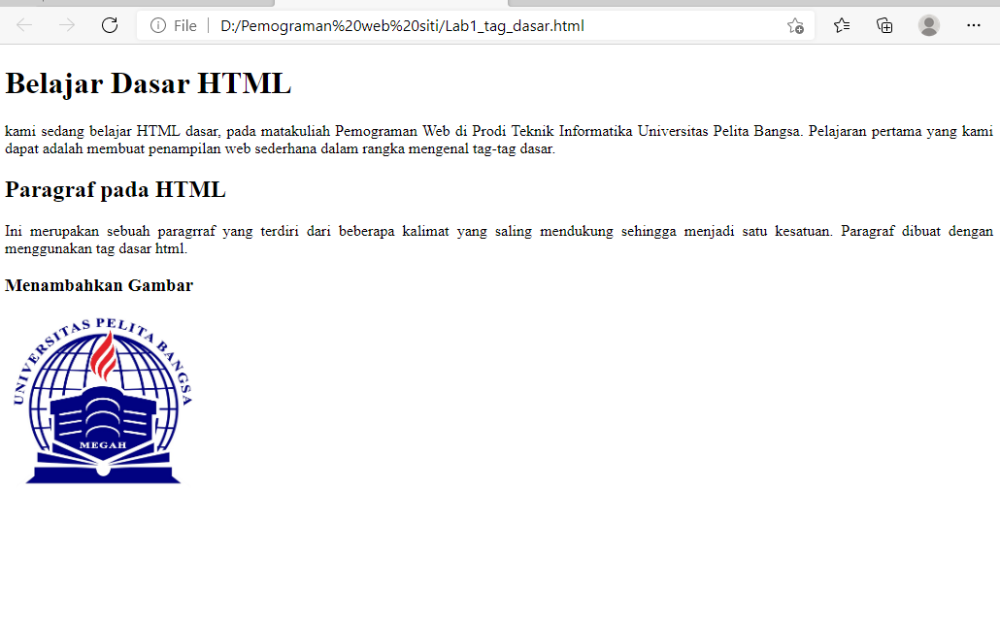 File
D:/Pemograman%20web%20siti/Lab1_tag_dasar.html
Belajar Dasar HTML
kami sedang belajar HTML dasar, pada matakuliah Pemograman Web di Prodi Teknik Informatika Universitas Pelita Bangsa. Pelajaran pertama yang kami
dapat adalah membuat penampilan web sederhana dalam rangka mengenal tag-tag dasar.
Paragraf pada HTML
Ini merupakan sebuah paragrraf yang terdiri dari beberapa kalimat yang saling mendukung sehingga menjadi satu kesatuan. Paragraf dibuat dengan
menggunakan tag dasar html.
Menambahkan Gambar
UNIVERSITAS PELITA BANGSA
MEGAH